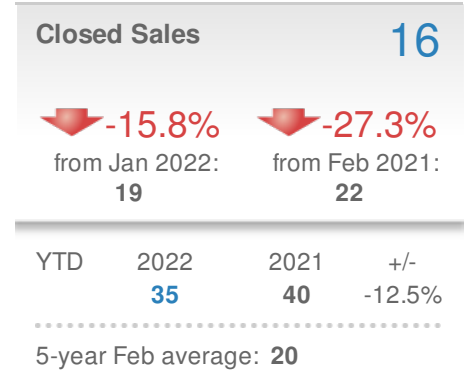 Closed Sales 16
-15.8% -27.3%
from Jan 2022: from Feb 2021:
19 22
YTD 2022 2021 +/-
35 40 -12.5%
5-year Feb average: 20